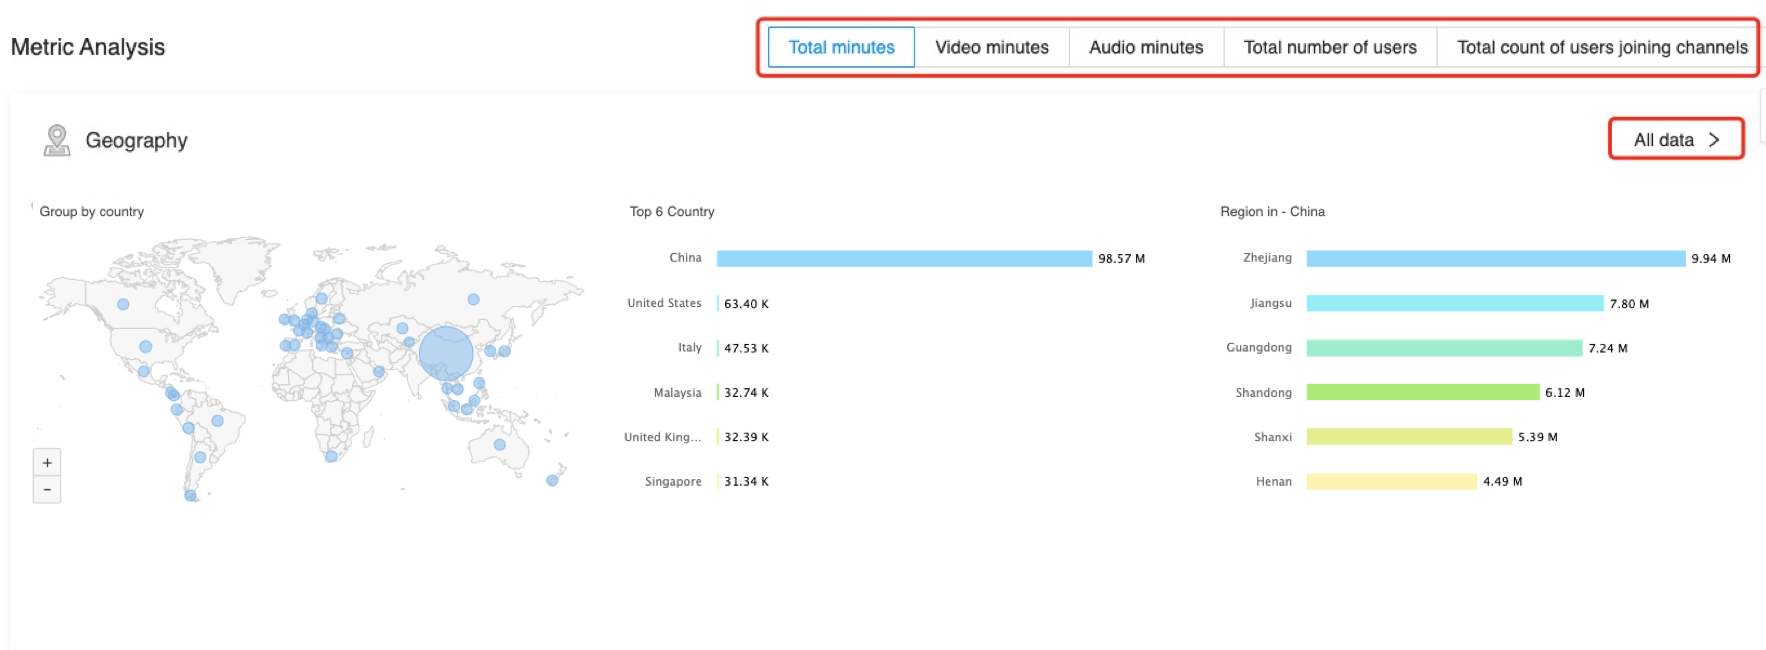 Metric Analysis
Total minutes
Video minutes
Audio minutes
Total number of users
Total count of users joining channels
Geography
All data >
Group by country
+
−
Top 6 Country
China 98.57 M
United States 63.40 K
Italy 47.53 K
Malaysia 32.74 K
United King... 32.39 K
Singapore 31.34 K
Region in - China
Zhejiang 9.94 M
Jiangsu 7.80 M
Guangdong 7.24 M
Shandong 6.12 M
Shanxi 5.39 M
Henan 4.49 M